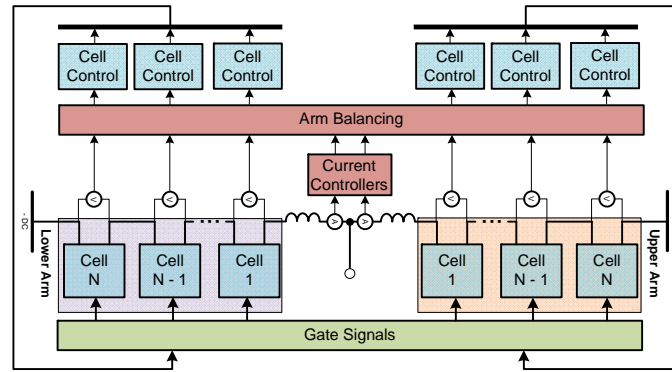 Cell
Control
Cell
Control
Cell
Control
Cell
Control
Cell
Control
Cell
Control
Arm Balancing
Current
Controllers
V
V
V
A
A
V
V
V
- DC
Lower Arm
Cell
N
Cell
N - 1
Cell
1
Cell
1
Cell
N - 1
Cell
N
Upper Arm
Gate Signals